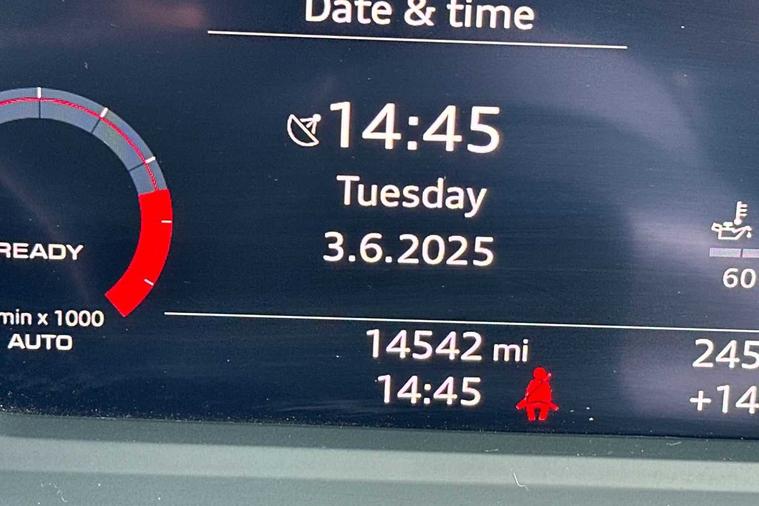 Date & time
14:45
Tuesday
3.6.2025
READY
60
min x 1000
AUTO
14542 mi
245
14:45
+14